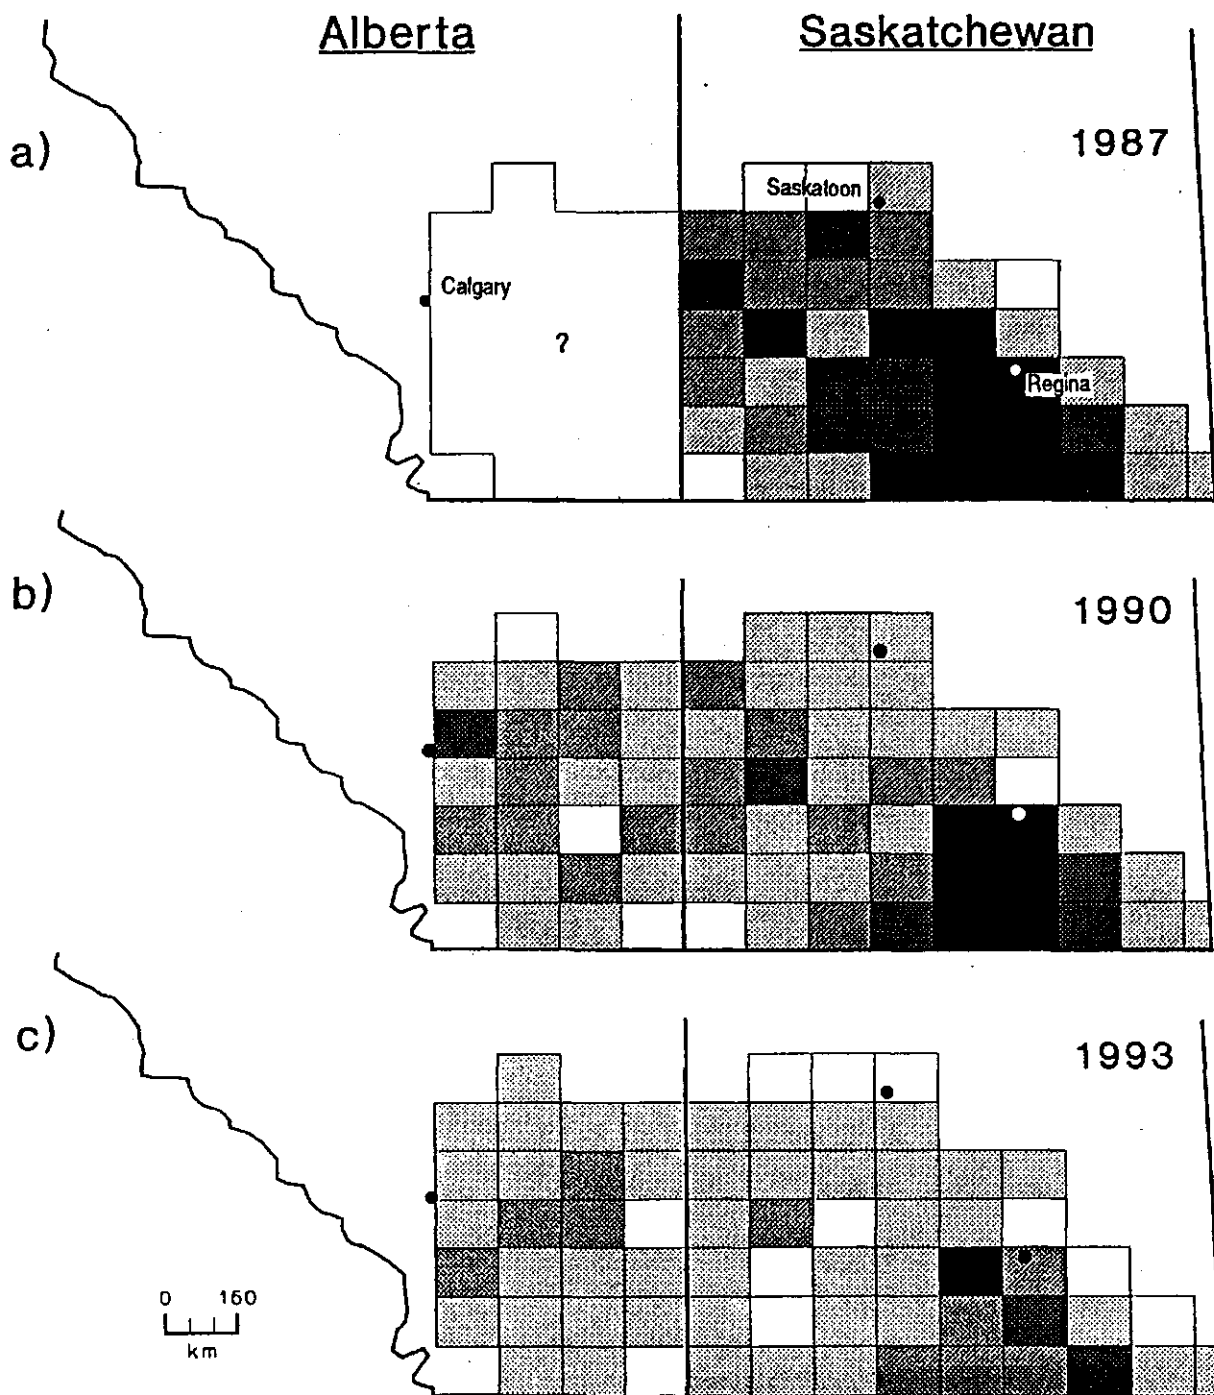 Alberta
Saskatchewan
a)
1987
Saskatoon
Calgary
?
Regina
b)
1990
c)
1993
0 160
km